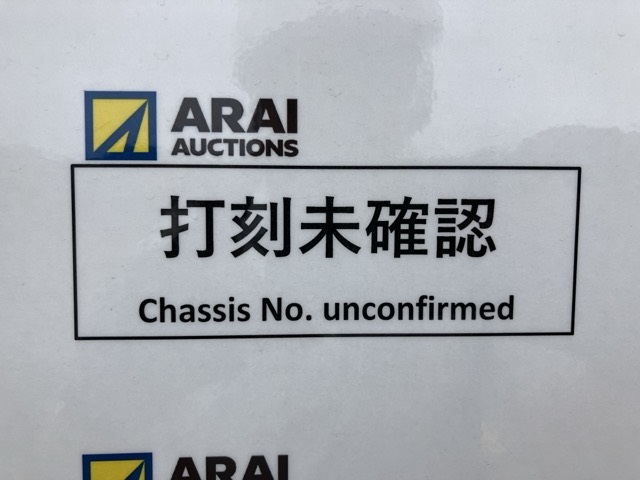 ARAI
AUCTIONS
打刻未確認
Chassis No. unconfirmed
ARAI